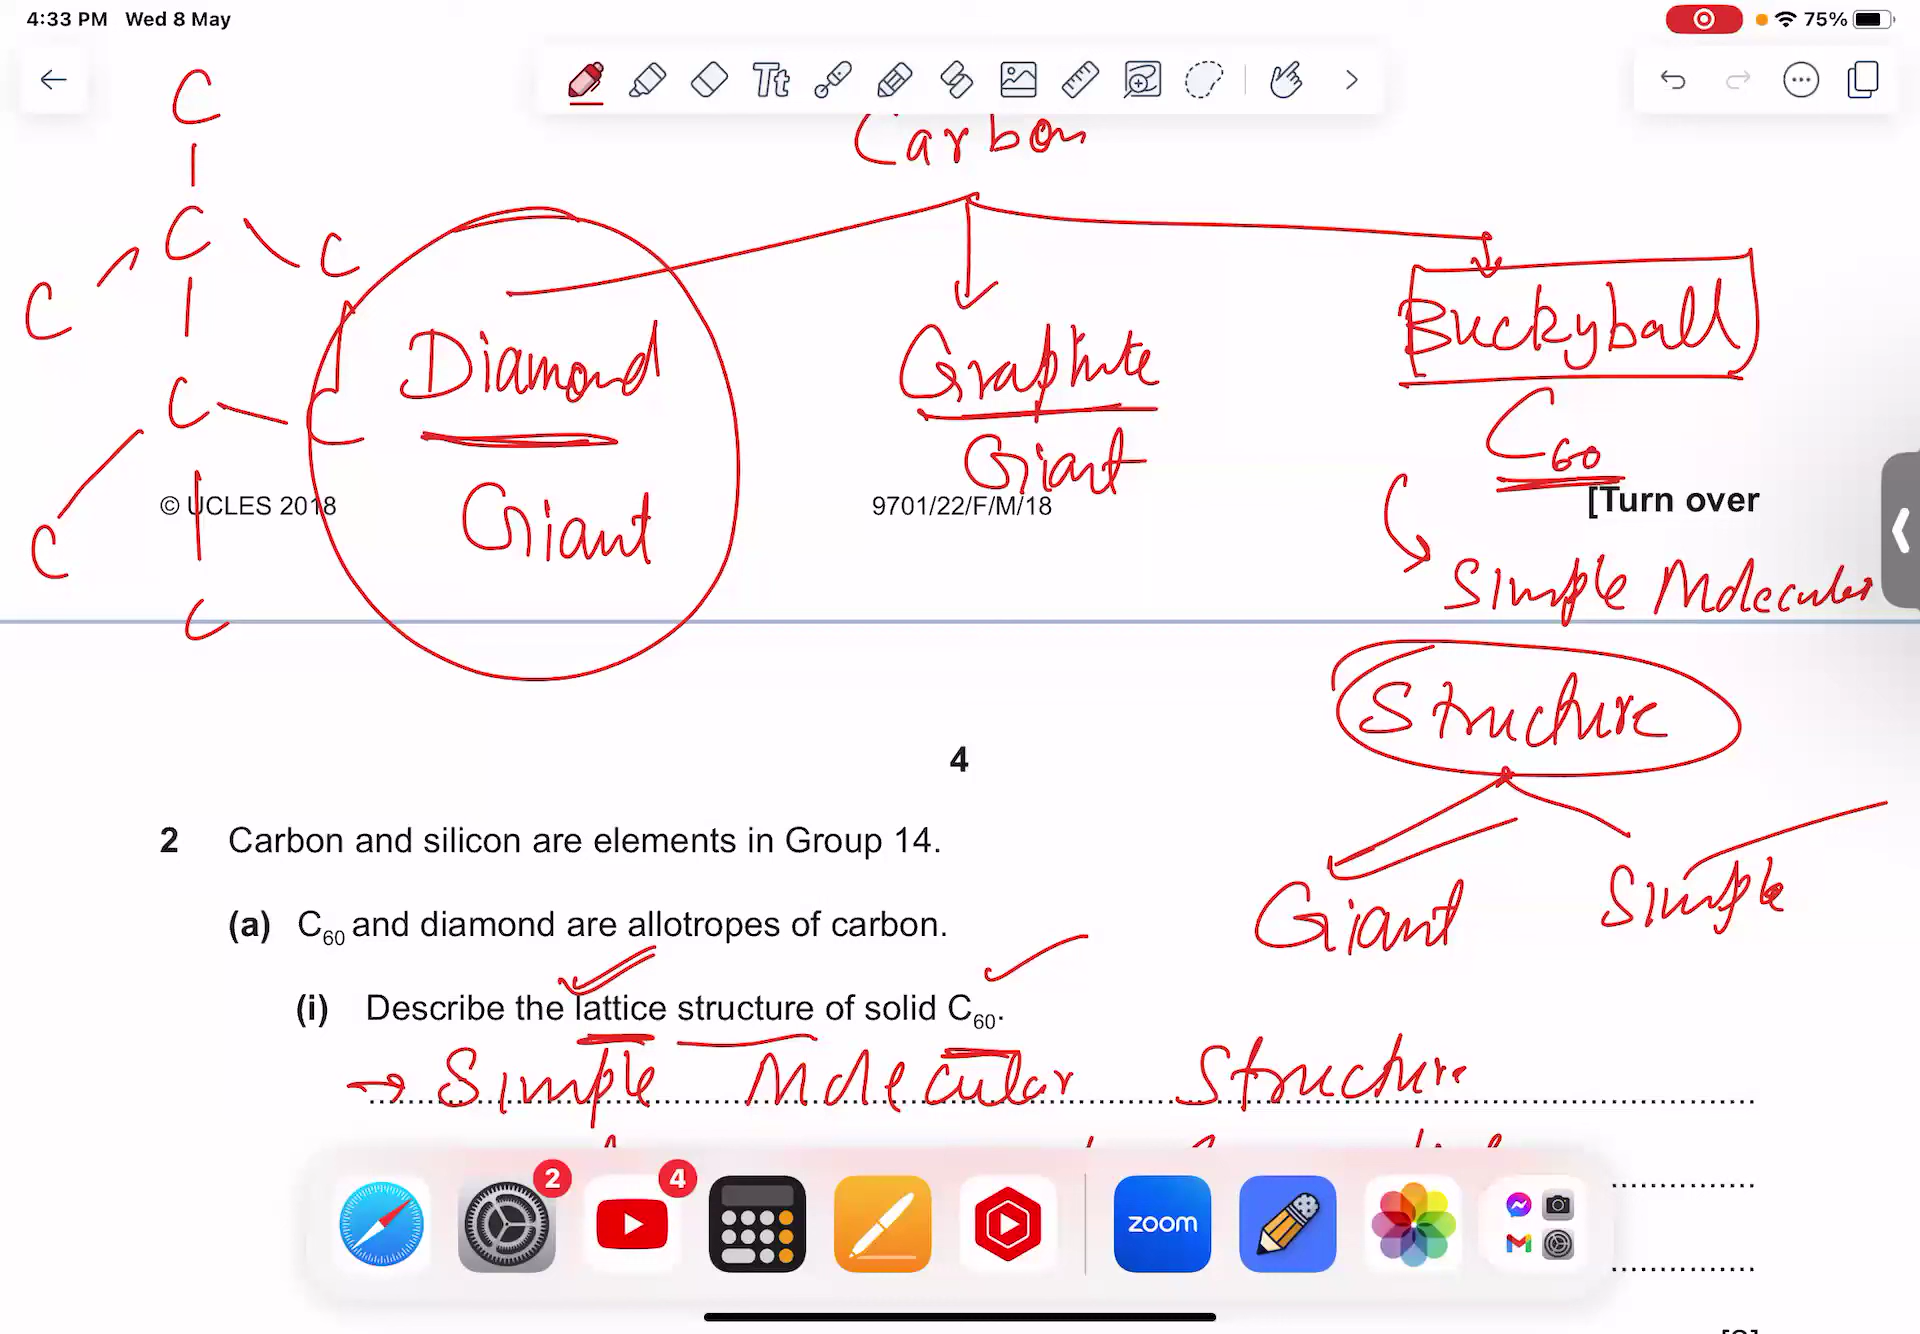 4:33 PM Wed 8 May
75%
Tt
Carbon
C
C
C
C
C
C
C
C
Diamond
Giant
Graphite
Giant
Buckyball
C60
Simple Molecular
© UCLES 2018
9701/22/F/M/18
[Turn over
Structure
Giant
Simple
4
2 Carbon and silicon are elements in Group 14.
(a) C60 and diamond are allotropes of carbon.
(i) Describe the lattice structure of solid C60.
→ Simple Molecular Structure
2
4
zoom